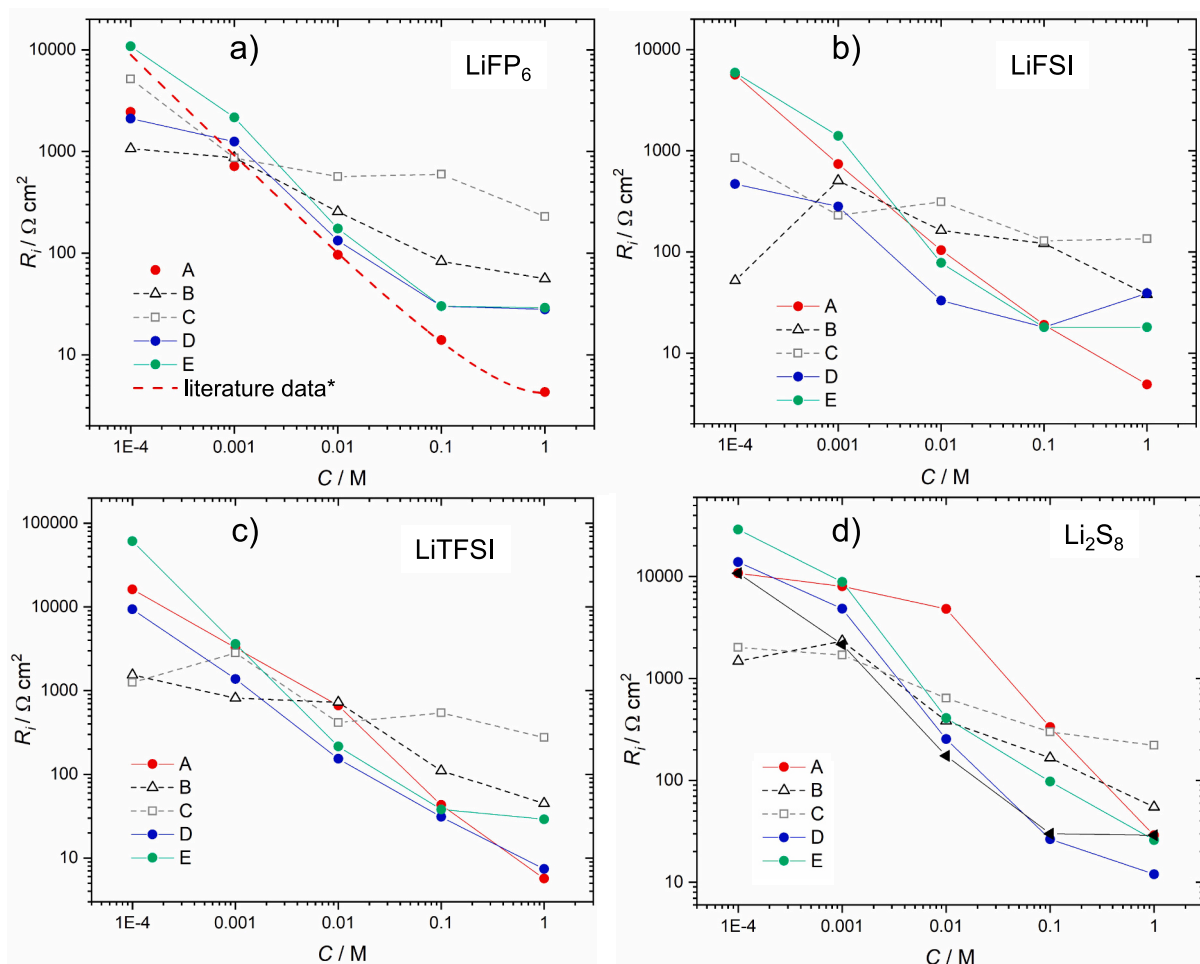 a)
LiFP6
10000
1000
100
10
Ri / Ω cm2
A
B
C
D
E
literature data*
1E-4
0.001
0.01
0.1
1
C / M
b)
LiFSI
10000
1000
100
10
Ri / Ω cm2
A
B
C
D
E
1E-4
0.001
0.01
0.1
1
C / M
c)
LiTFSI
100000
10000
1000
100
10
Ri / Ω cm2
A
B
C
D
E
1E-4
0.001
0.01
0.1
1
C / M
d)
Li2S8
10000
1000
100
10
Ri / Ω cm2
A
B
C
D
E
1E-4
0.001
0.01
0.1
1
C / M